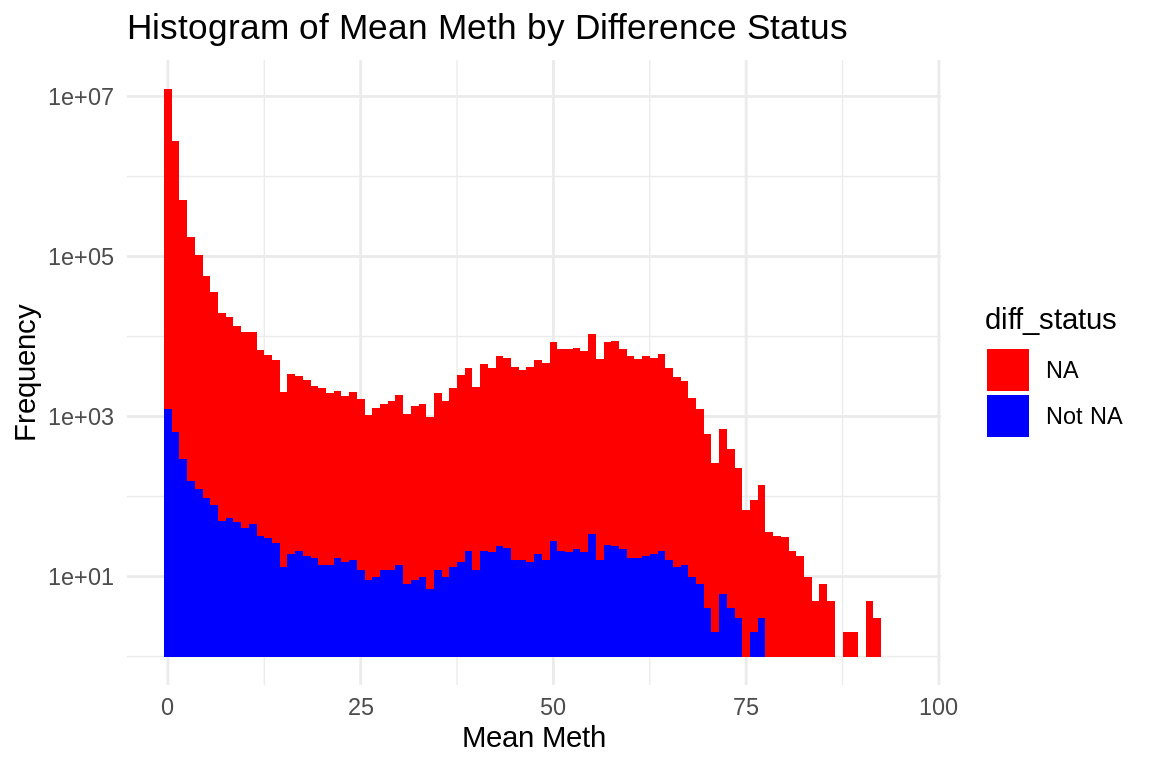 Histogram of Mean Meth by Difference Status
Frequency
1e+07
1e+05
1e+03
1e+01
0 25 50 75 100
Mean Meth
diff_status
NA
Not NA